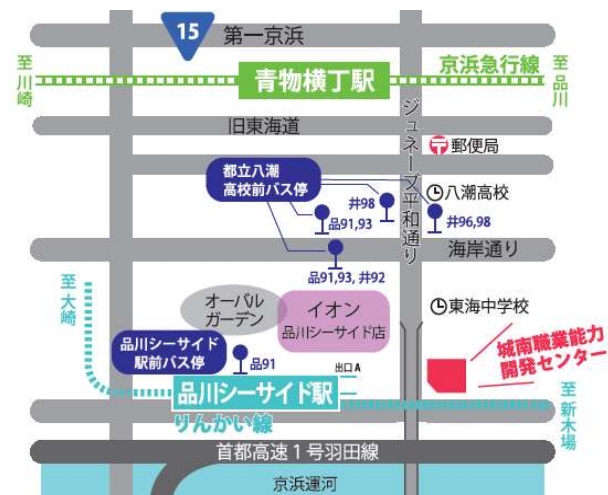 15
第一京浜
至川崎
青物横丁駅
京浜急行線
至品川
旧東海道
ジュネーブ平和通り
郵便局
都立八潮
高校前バス停
井98
八潮高校
品91,93
井96,98
海岸通り
品91,93, 井92
至大崎
オーバル
ガーデン
イオン
品川シーサイド店
東海中学校
品川シーサイド
駅前バス停
品91
出口A
城南職業能力
開発センター
品川シーサイド駅
りんかい線
至新木場
首都高速1号羽田線
京浜運河